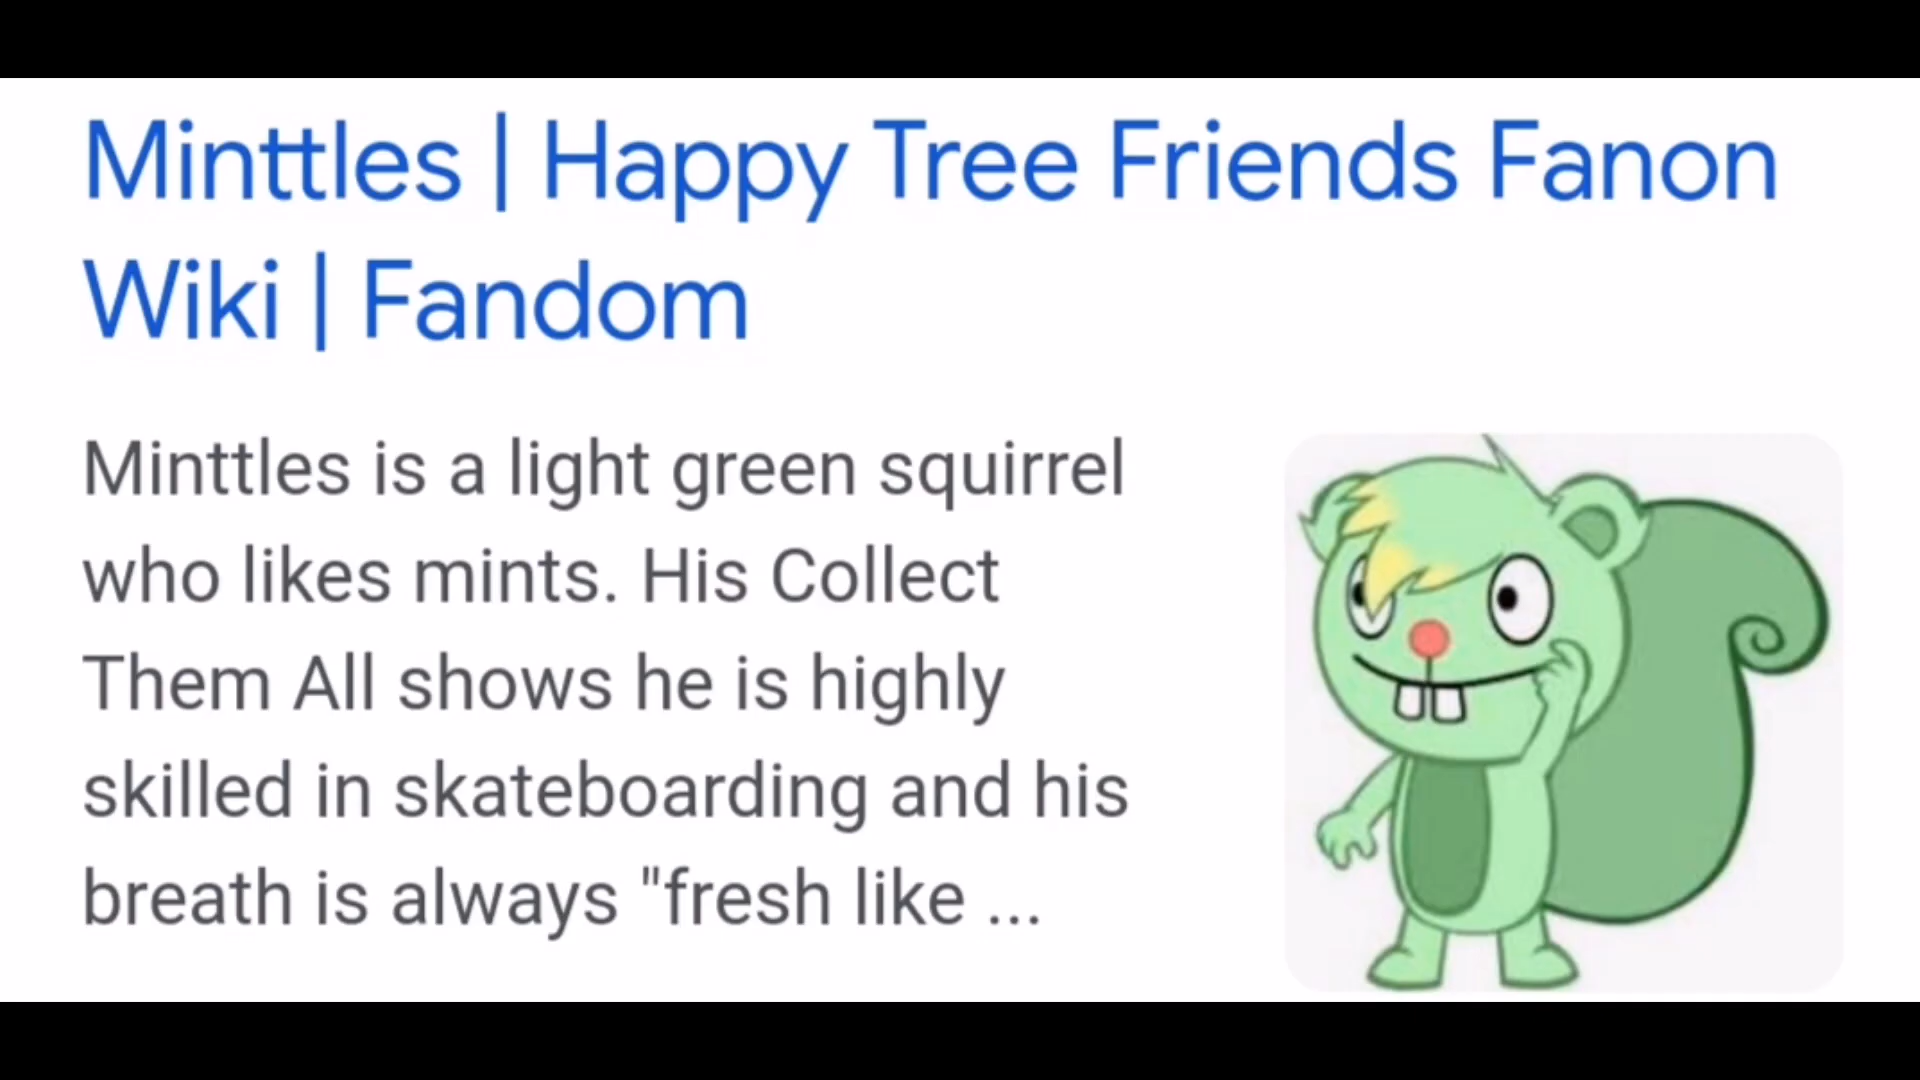 Minttles | Happy Tree Friends Fanon
Wiki | Fandom
Minttles is a light green squirrel
who likes mints. His Collect
Them All shows he is highly
skilled in skateboarding and his
breath is always "fresh like ...